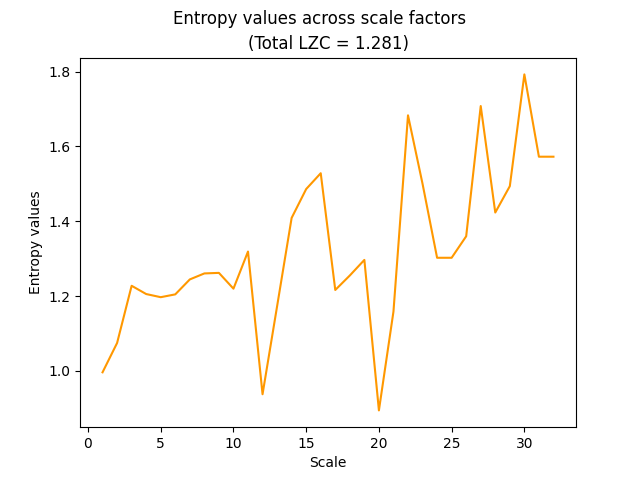 Entropy values across scale factors
(Total LZC = 1.281)
1.8
1.6
1.4
1.2
1.0
Entropy values
0 5 10 15 20 25 30
Scale